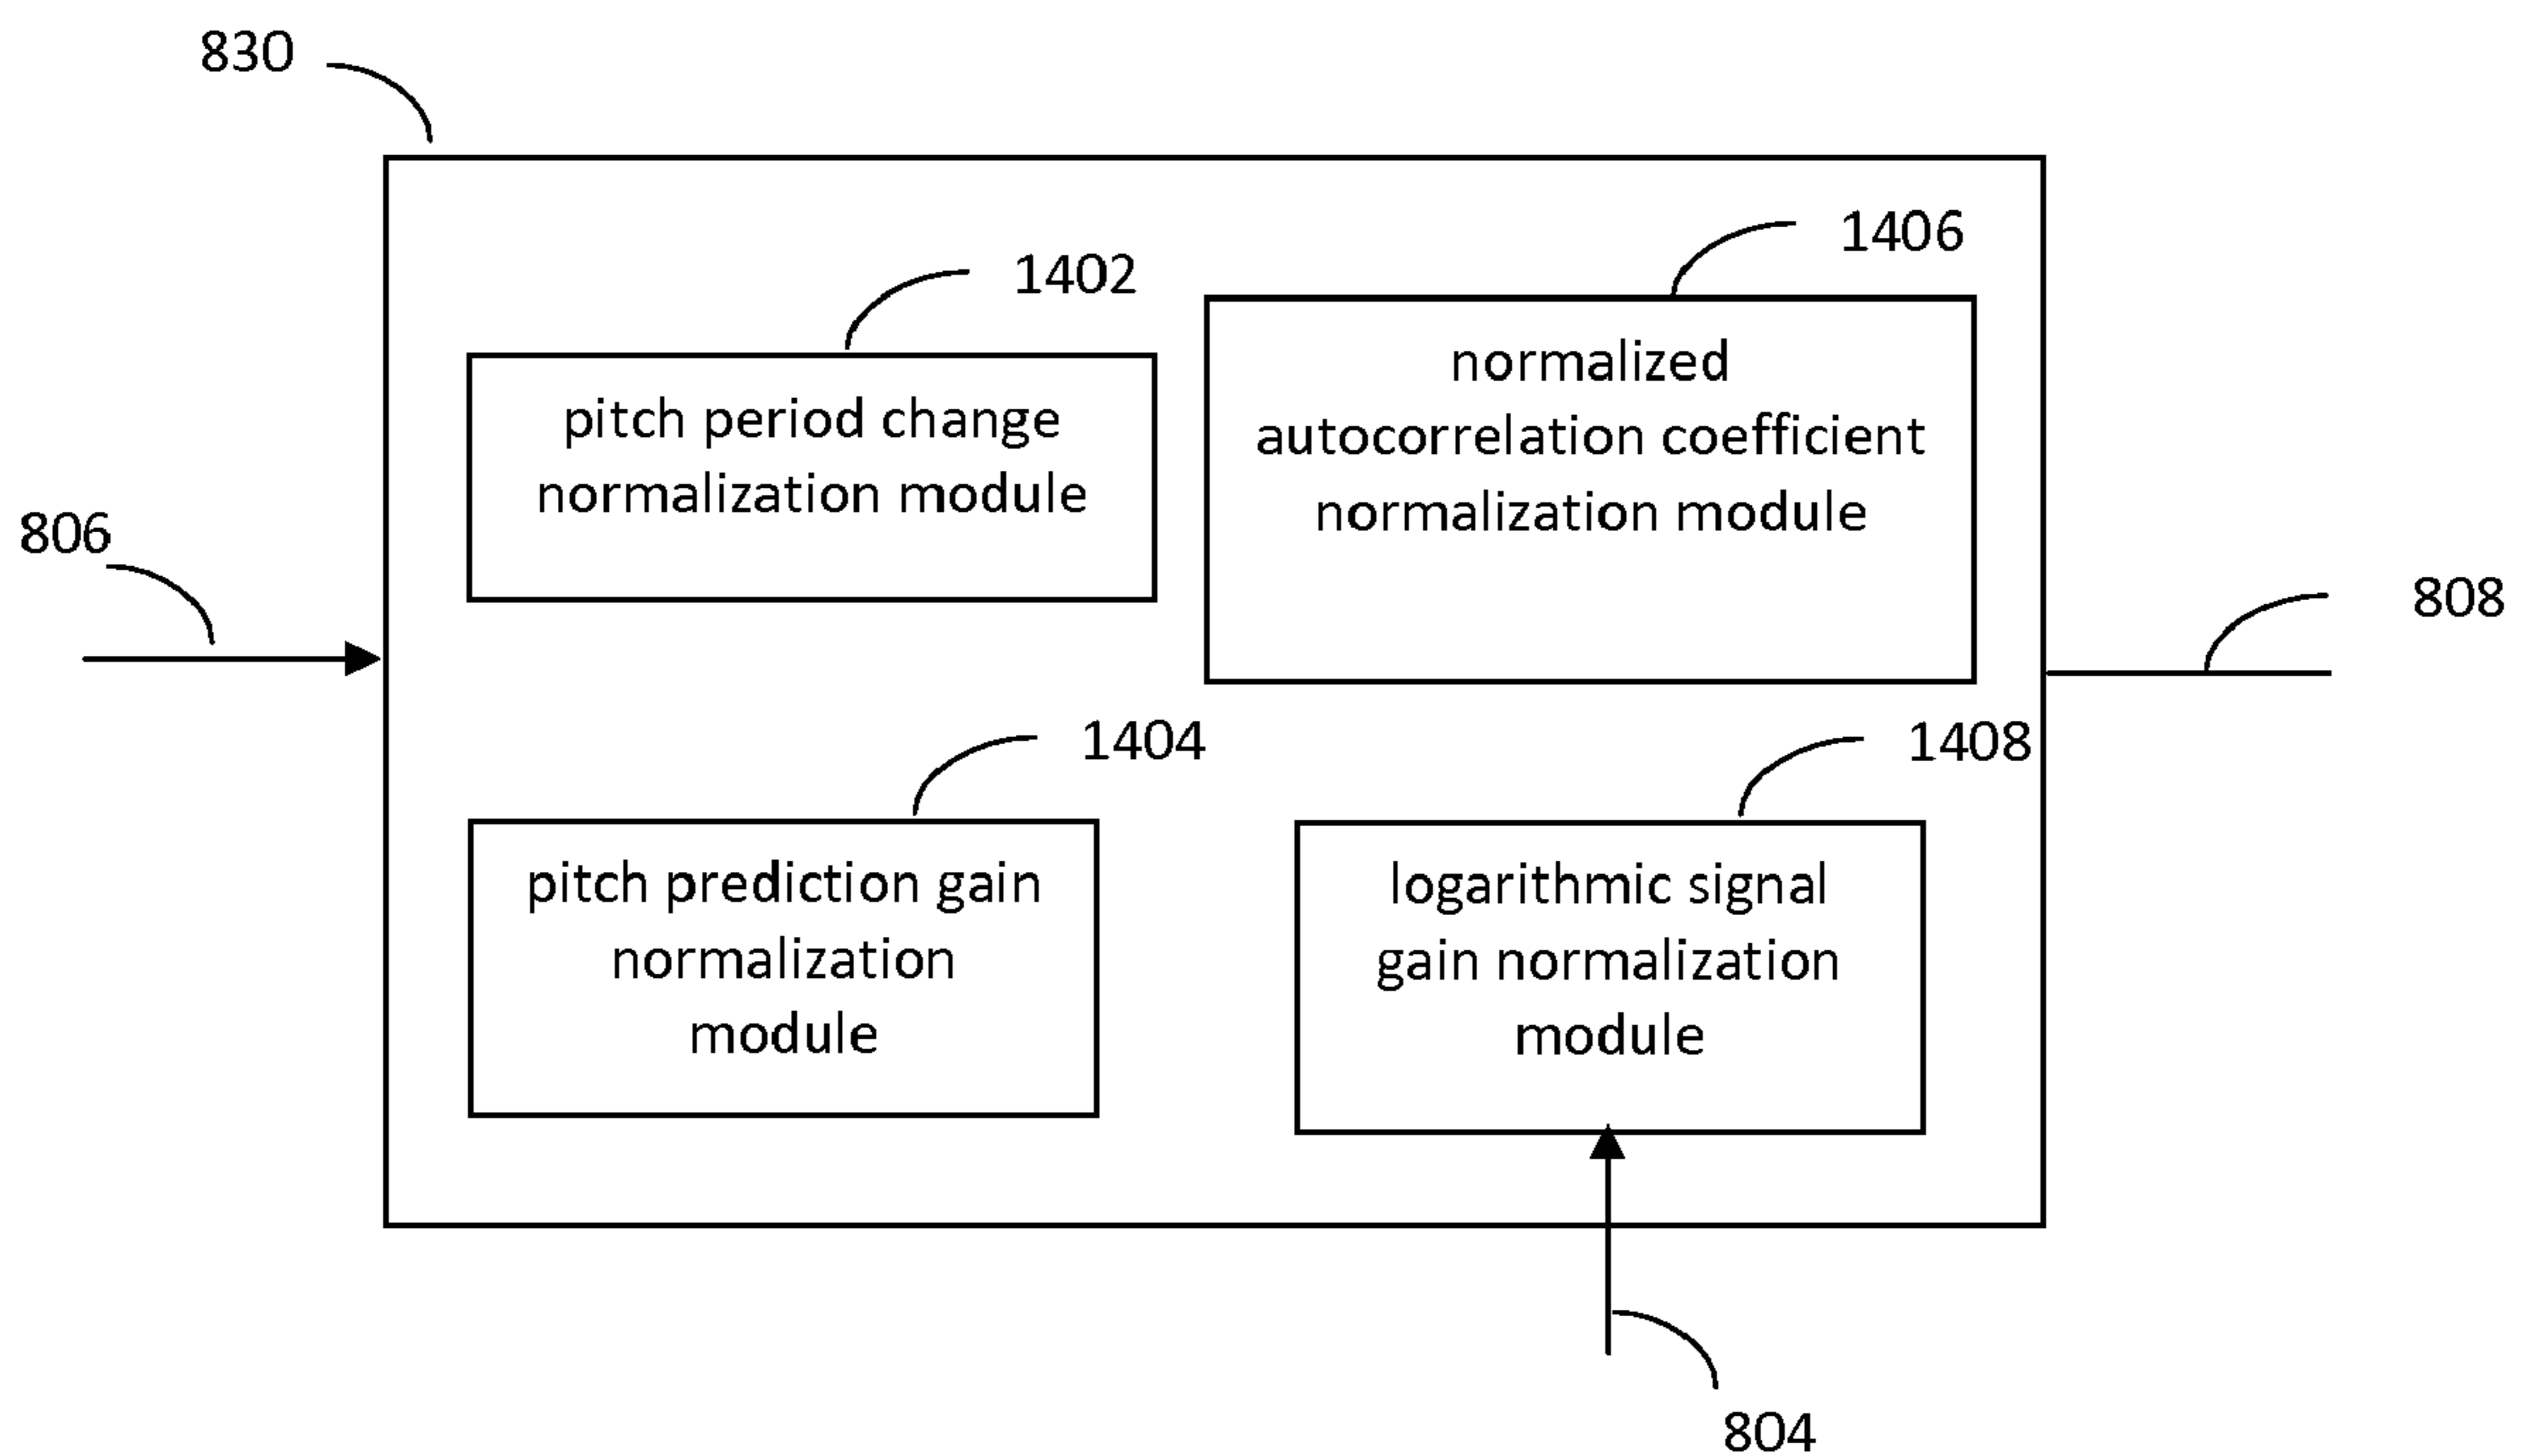 830
1406
1402
normalized
autocorrelation coefficient
normalization module
pitch period change
normalization module
806
808
1404
1408
pitch prediction gain
normalization
module
logarithmic signal
gain normalization
module
804